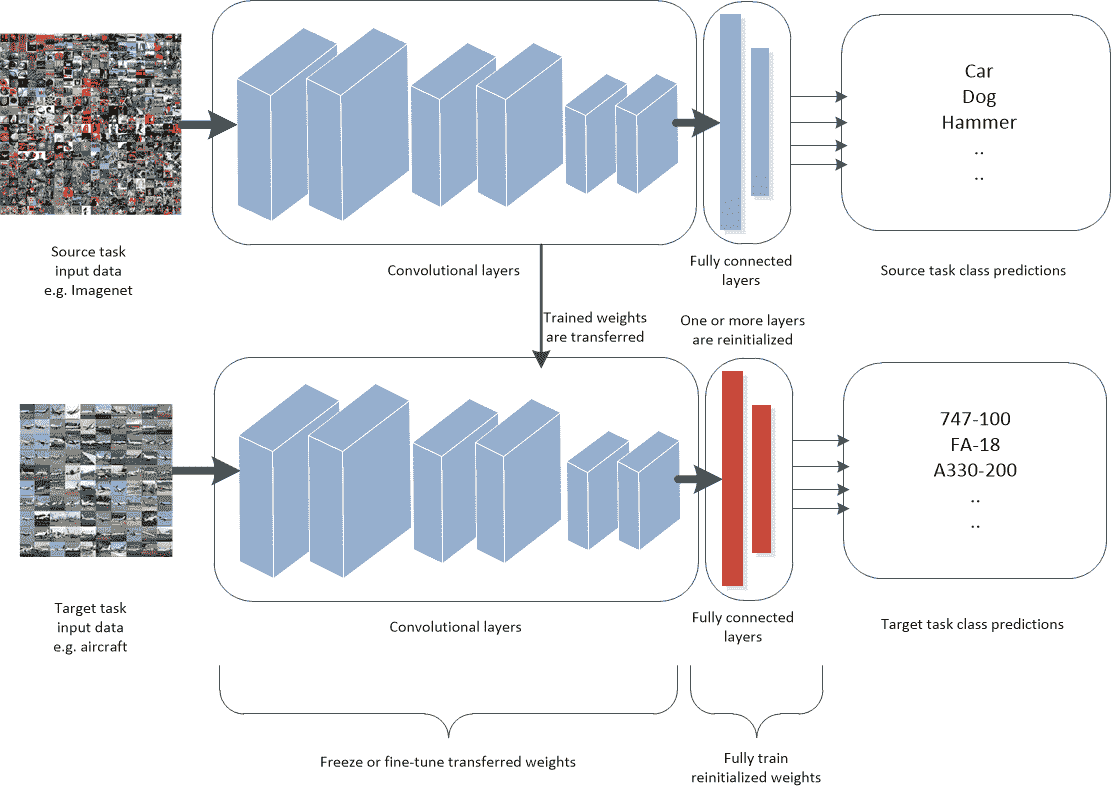 Car
Dog
Hammer
..
..
Source task
input data
e.g. Imagenet
Convolutional layers
Fully connected
layers
Source task class predictions
Trained weights
are transferred
One or more layers
are reinitialized
747-100
FA-18
A330-200
..
..
Target task
input data
e.g. aircraft
Convolutional layers
Fully connected
layers
Target task class predictions
Freeze or fine-tune transferred weights
Fully train
reinitialized weights